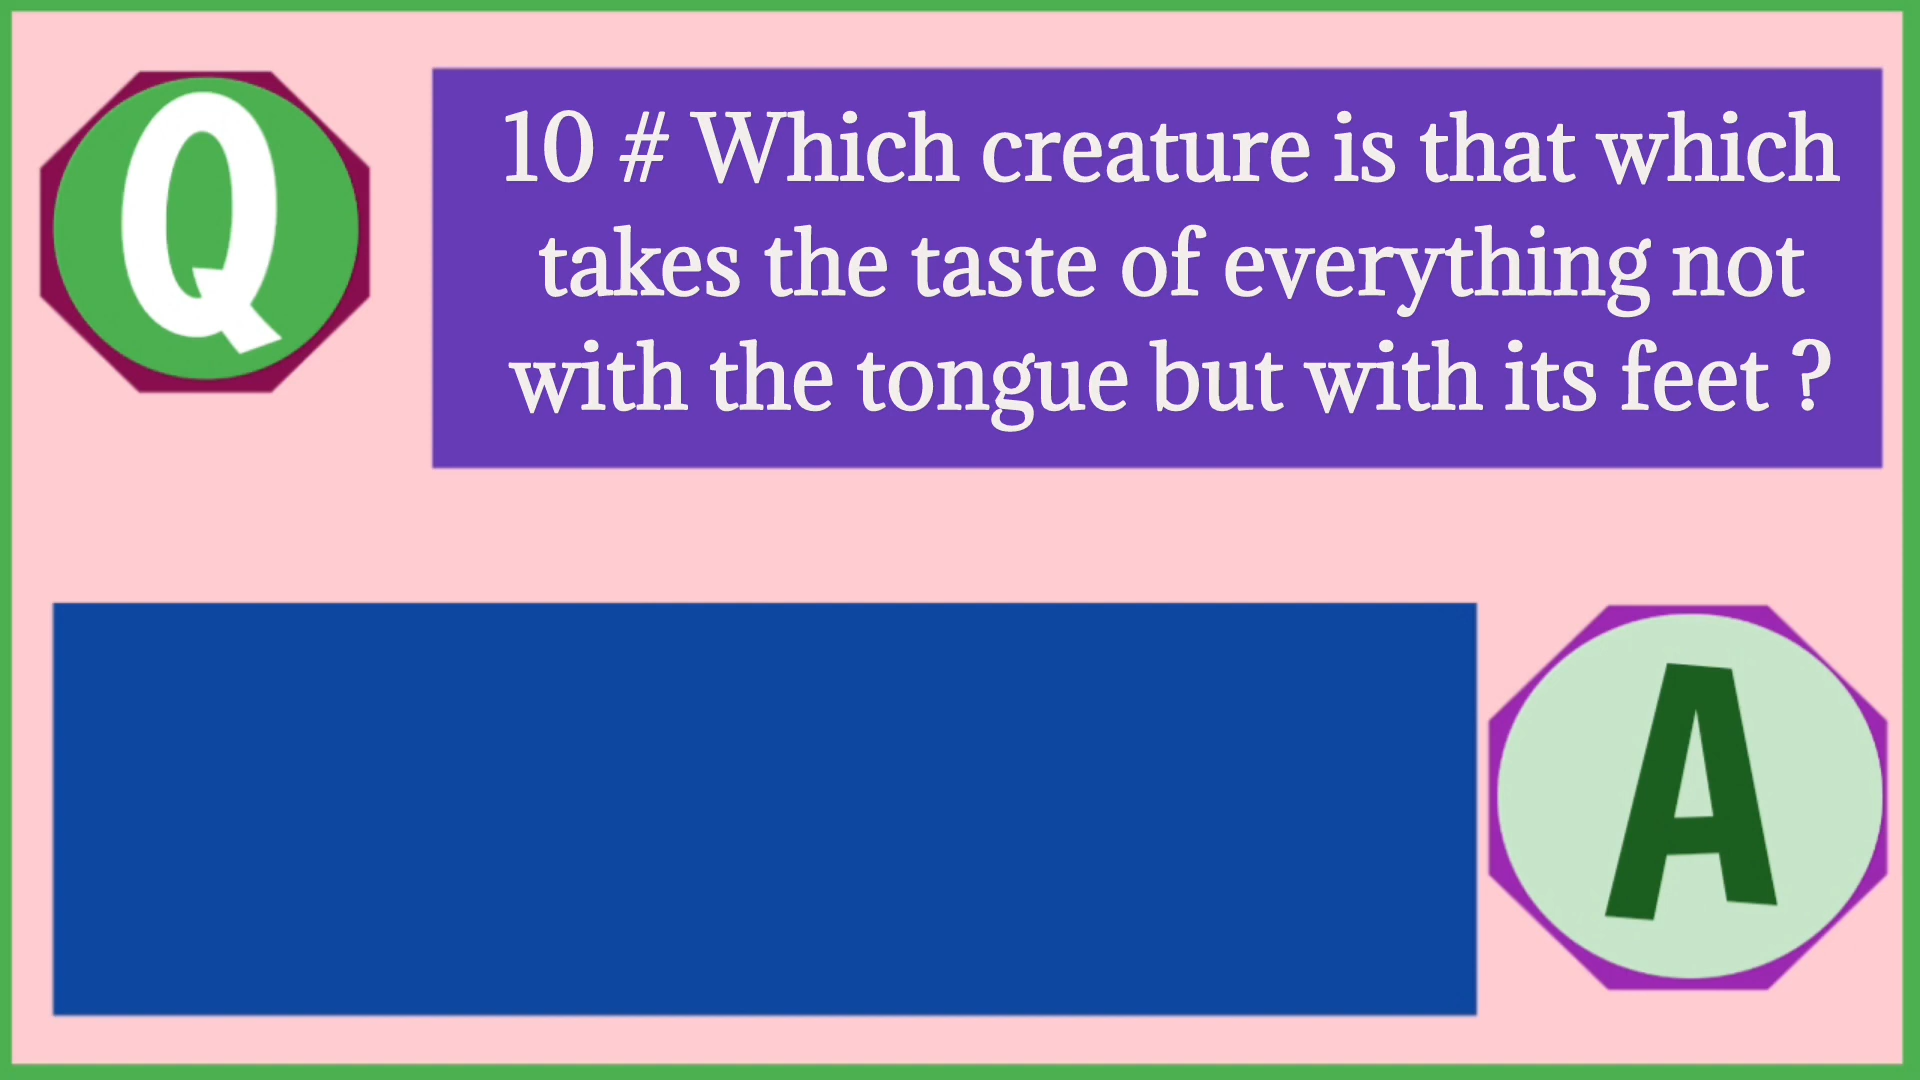 Q
10 # Which creature is that which
takes the taste of everything not
with the tongue but with its feet ?
A